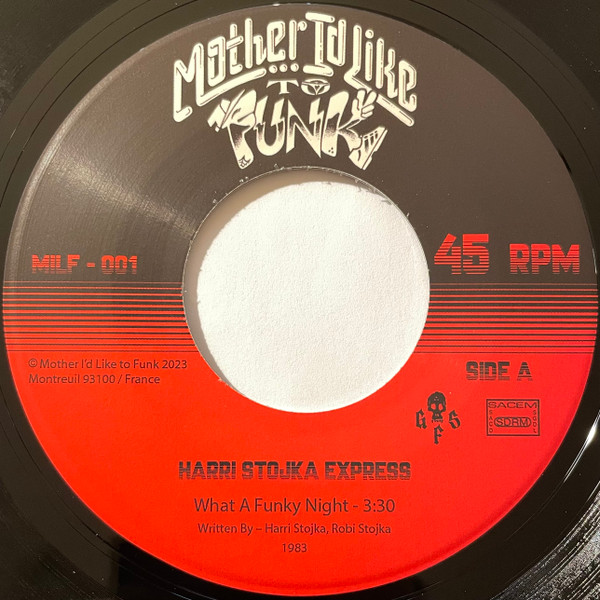 Mother I'd Like
TO
FUNK
MILF - 001
45 RPM
© Mother I'd Like to Funk 2023
Montreuil 93100 / France
SIDE A
G F S
SACEM
SDRM
HARRI STOJKA EXPRESS
What A Funky Night - 3:30
Written By – Harri Stojka, Robi Stojka
1983